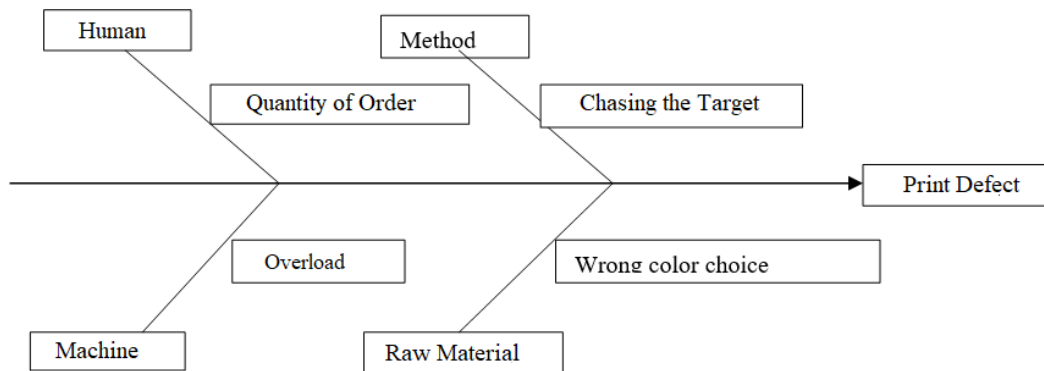 Human
Method
Quantity of Order
Chasing the Target
Print Defect
Overload
Wrong color choice
Machine
Raw Material